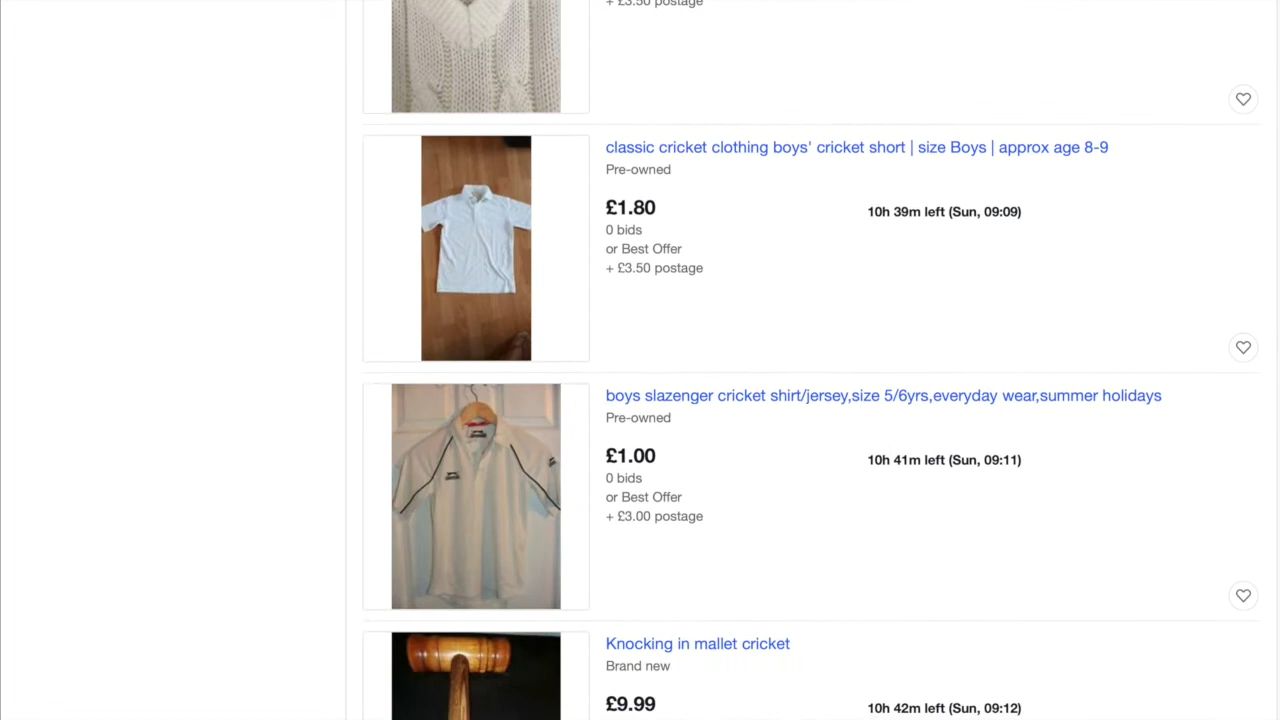 + £3.50 postage
classic cricket clothing boys' cricket short | size Boys | approx age 8-9
Pre-owned
£1.80
10h 39m left (Sun, 09:09)
0 bids
or Best Offer
+ £3.50 postage
boys slazenger cricket shirt/jersey,size 5/6yrs,everyday wear,summer holidays
Pre-owned
£1.00
10h 41m left (Sun, 09:11)
0 bids
or Best Offer
+ £3.00 postage
Knocking in mallet cricket
Brand new
£9.99
10h 42m left (Sun, 09:12)